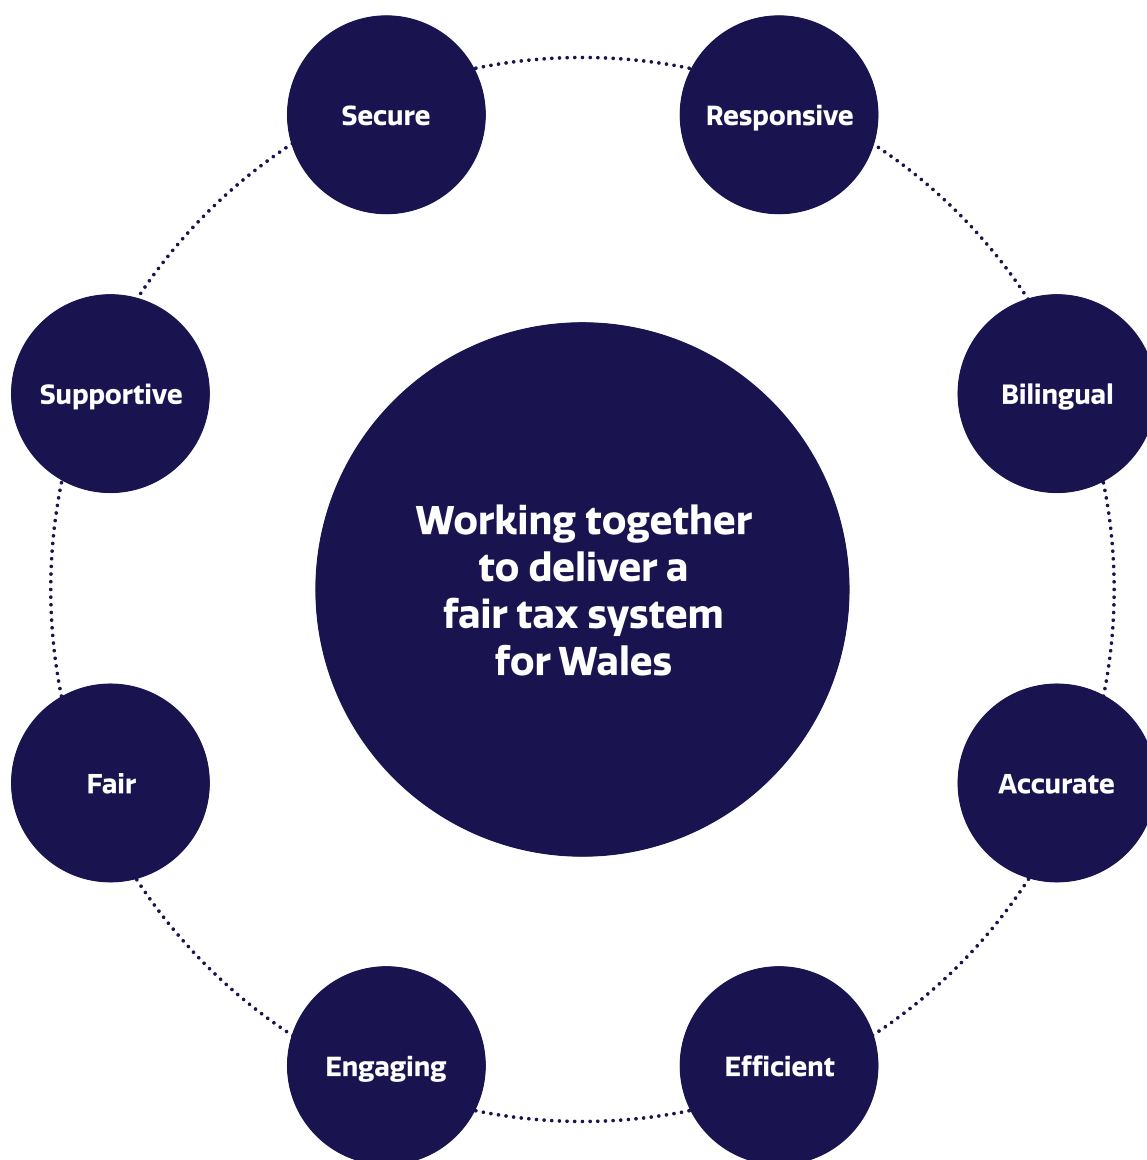 Secure
Responsive
Supportive
Bilingual
Working together
to deliver a
fair tax system
for Wales
Fair
Accurate
Engaging
Efficient